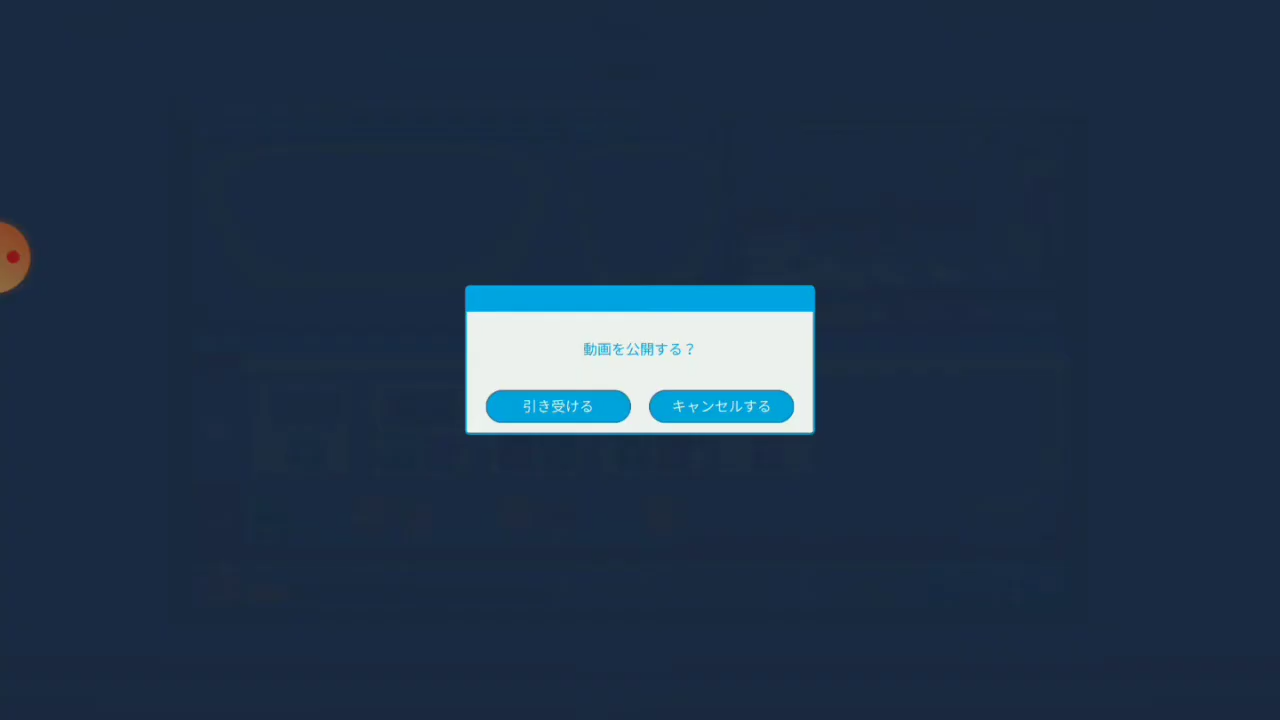 動画を公開する？
引き受ける
キャンセルする